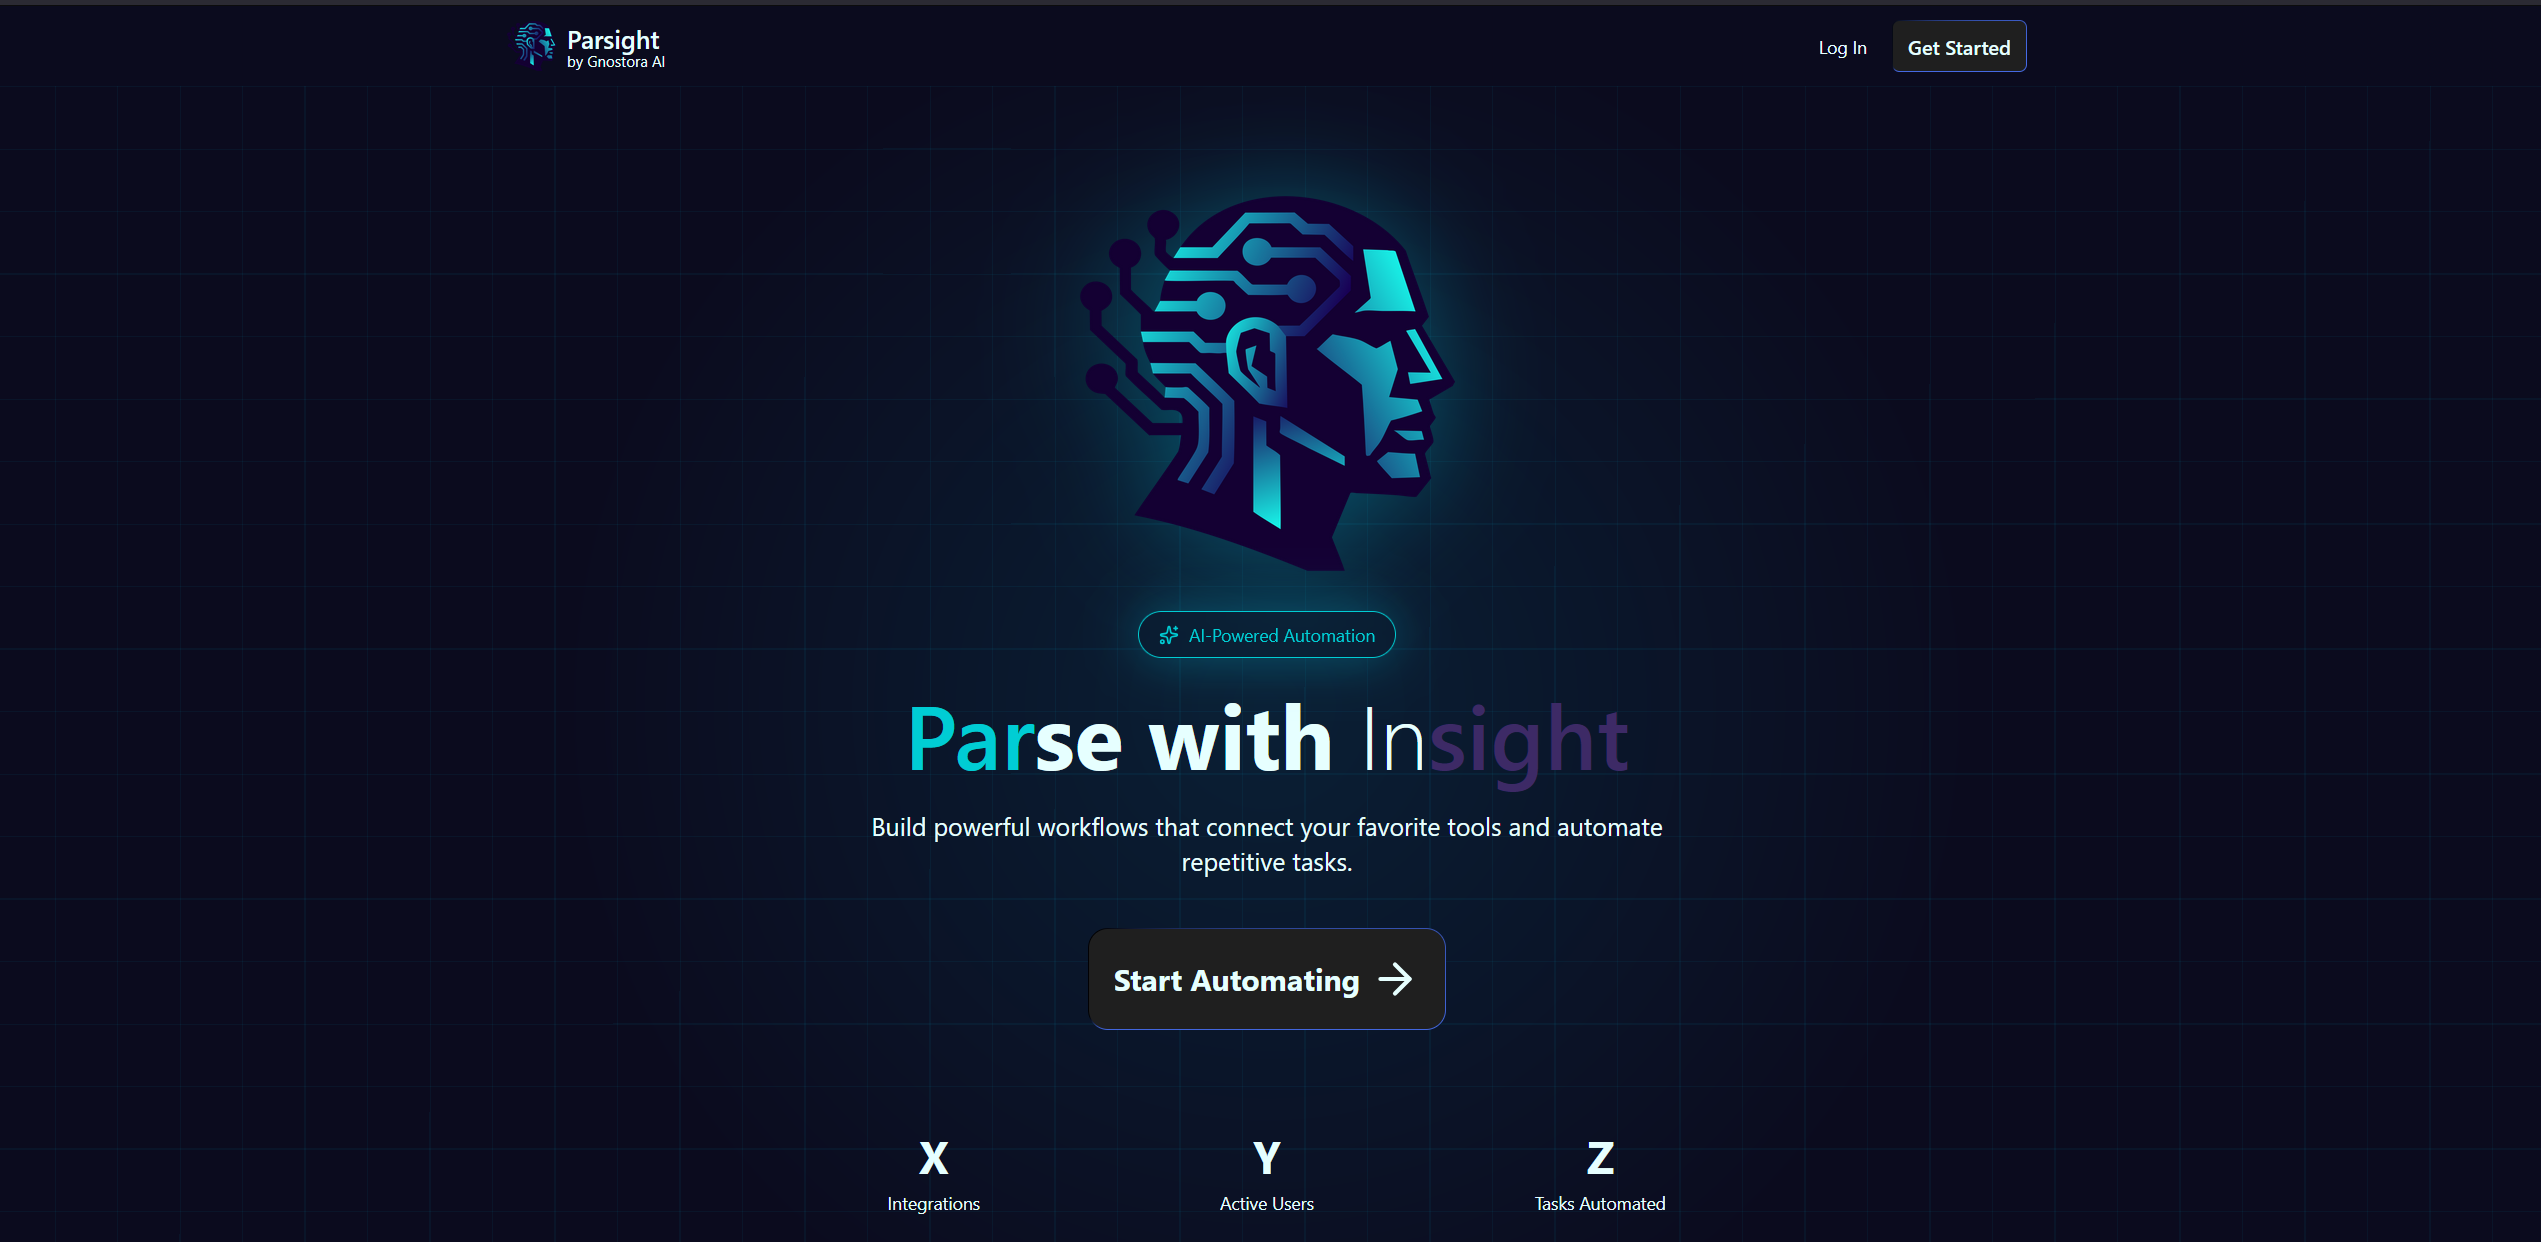 Parsight
by Gnostora AI
Log In
Get Started
AI-Powered Automation
Parse with Insight
Build powerful workflows that connect your favorite tools and automate
repetitive tasks.
Start Automating
X
Integrations
Y
Active Users
Z
Tasks Automated